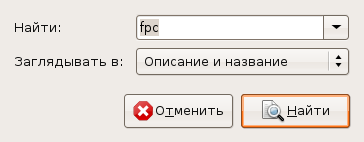 Найти: fpc
Заглядывать в: Описание и название
Отменить Найти